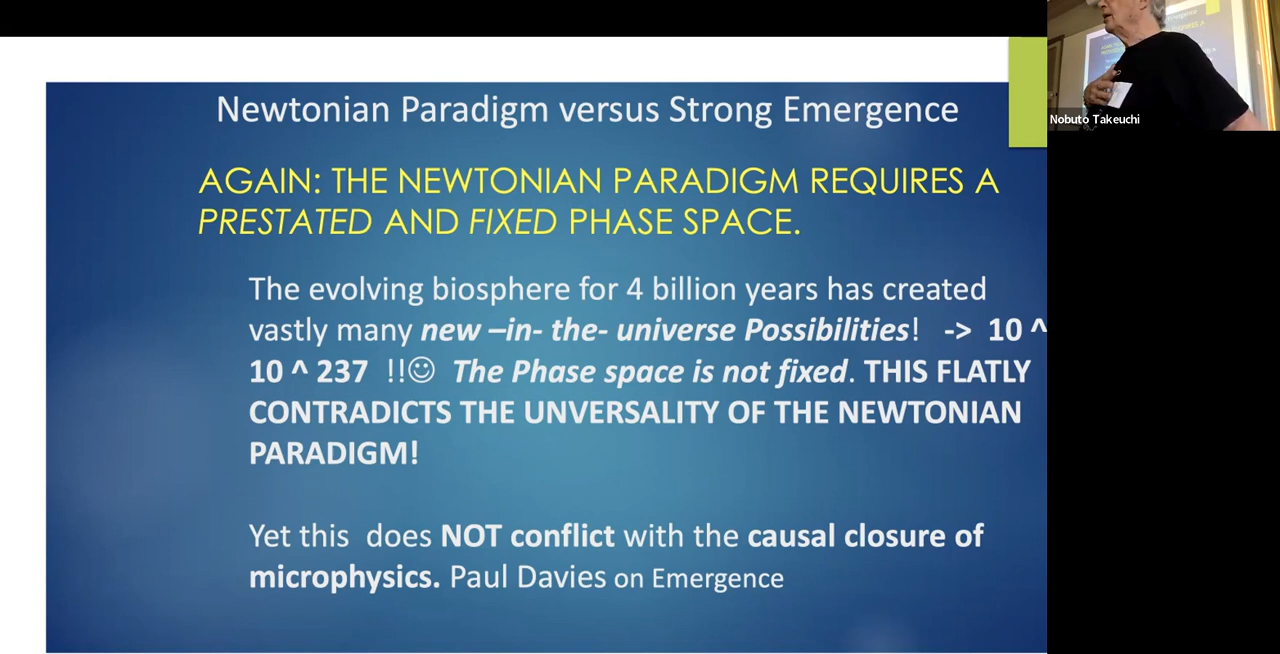 Newtonian Paradigm versus Strong Emergence
AGAIN: THE NEWTONIAN PARADIGM REQUIRES A
PRESTATED AND FIXED PHASE SPACE.
The evolving biosphere for 4 billion years has created
vastly many new –in- the- universe Possibilities!   ->  10 ^
10 ^ 237  !!☺  The Phase space is not fixed. THIS FLATLY
CONTRADICTS THE UNVERSALITY OF THE NEWTONIAN
PARADIGM!
Yet this  does NOT conflict with the causal closure of
microphysics. Paul Davies on Emergence
Nobuto Takeuchi